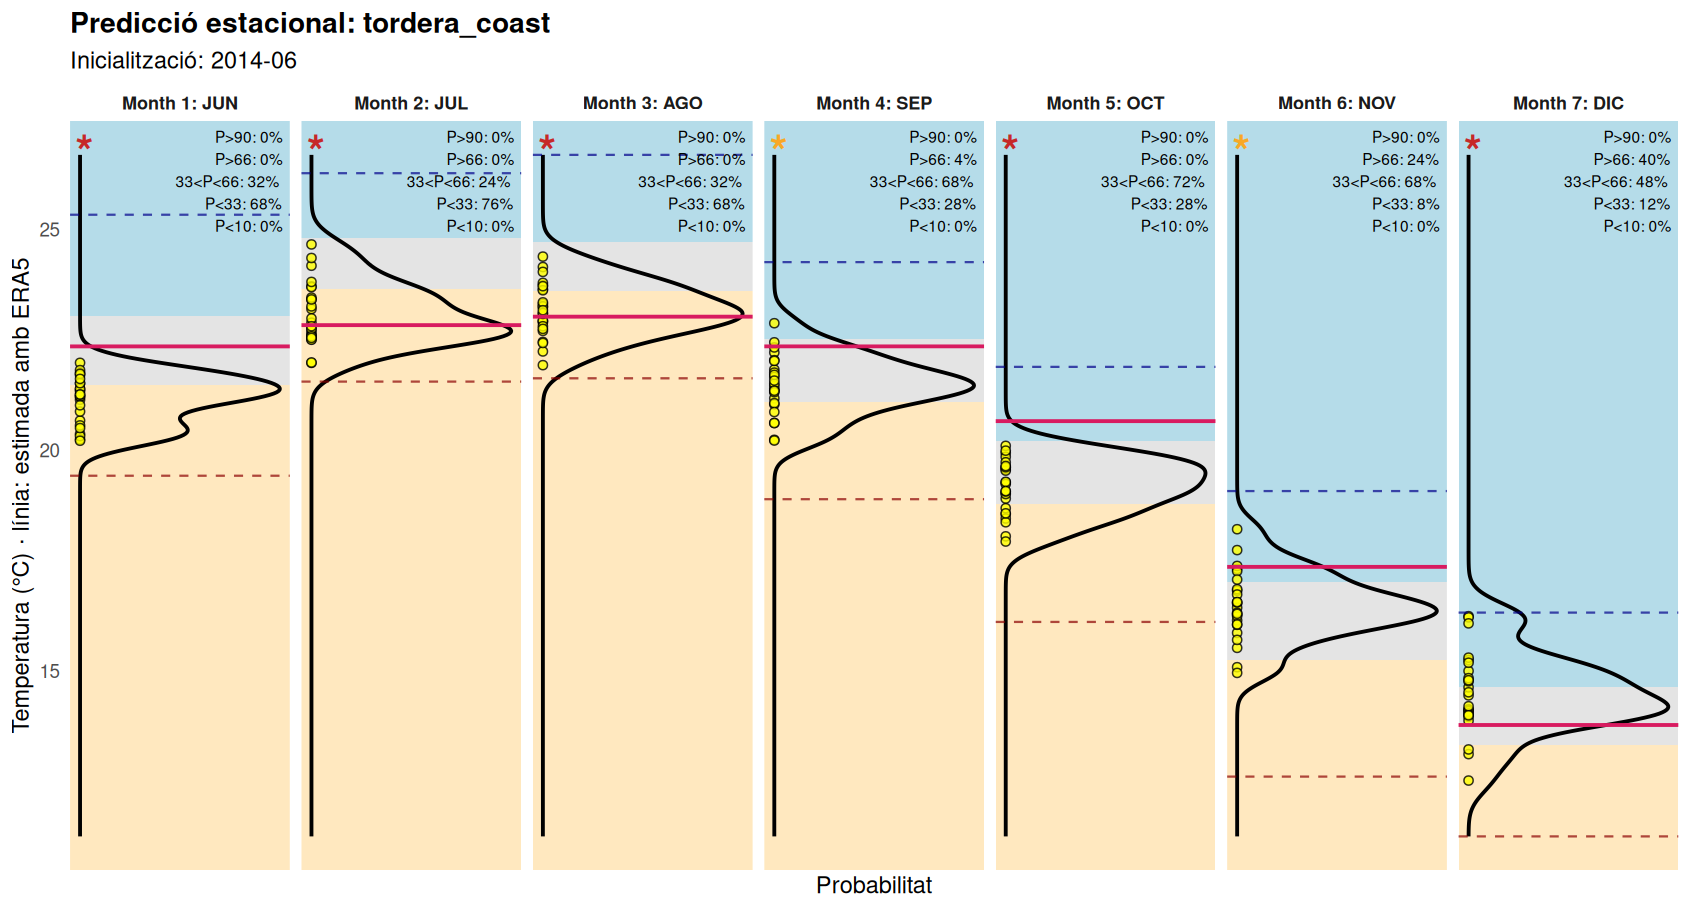 Predicció estacional: tordera_coast
Inicialització: 2014-06
Month 1: JUN
Month 2: JUL
Month 3: AGO
Month 4: SEP
Month 5: OCT
Month 6: NOV
Month 7: DIC
*
P>90: 0%
P>66: 0%
33<P<66: 32%
P<33: 68%
P<10: 0%
*
P>90: 0%
P>66: 0%
33<P<66: 24%
P<33: 76%
P<10: 0%
*
P>90: 0%
P>66: 0%
33<P<66: 32%
P<33: 68%
P<10: 0%
*
P>90: 0%
P>66: 4%
33<P<66: 68%
P<33: 28%
P<10: 0%
*
P>90: 0%
P>66: 0%
33<P<66: 72%
P<33: 28%
P<10: 0%
*
P>90: 0%
P>66: 24%
33<P<66: 68%
P<33: 8%
P<10: 0%
*
P>90: 0%
P>66: 40%
33<P<66: 48%
P<33: 12%
P<10: 0%
25
20
15
Temperatura (°C) · línia: estimada amb ERA5
Probabilitat